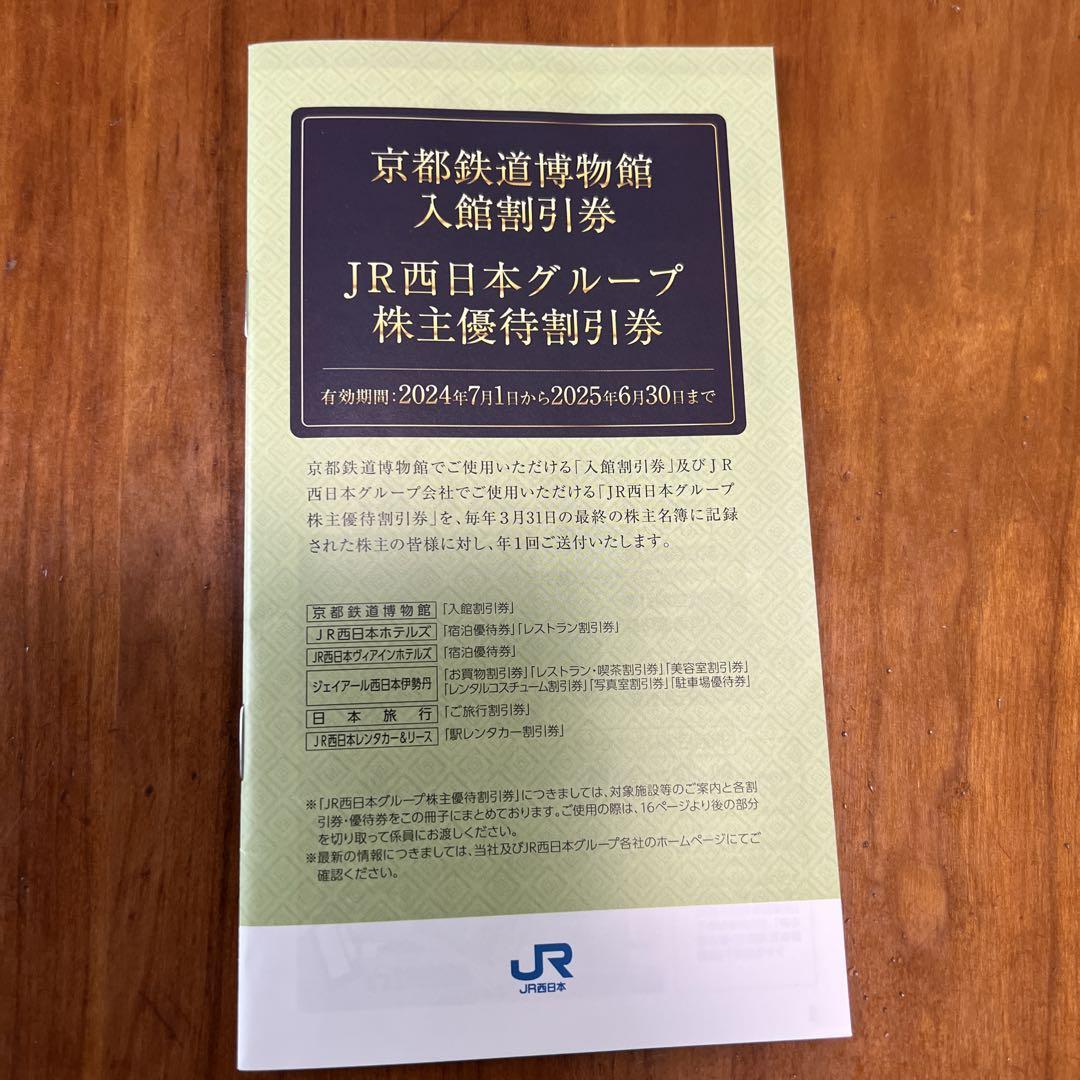 京都鉄道博物館
入館割引券
JR西日本グループ
株主優待割引券
有効期間：2024年7月1日から2025年6月30日まで
京都鉄道博物館でご使用いただける「入館割引券」及びJR
西日本グループ会社でご使用いただける「JR西日本グループ
株主優待割引券」を、毎年3月31日の最終の株主名簿に記録
された株主の皆様に対し、年1回ご送付いたします。
京都鉄道博物館「入館割引券」
JR西日本ホテルズ「宿泊優待券」「レストラン割引券」
JR西日本ヴィアインホテルズ「宿泊優待券」
ジェイアール西日本伊勢丹「お買物割引券」「レストラン・喫茶割引券」「美容室割引券」
「レンタルコスチューム割引券」「写真室割引券」「駐車場優待券」
日本旅行「ご旅行割引券」
JR西日本レンタカー&リース「駅レンタカー割引券」
※「JR西日本グループ株主優待割引券」につきましては、対象施設等のご案内と各割
引券・優待券をこの冊子にまとめております。ご使用の際は、16ページより後の部分
を切り取って係員にお渡しください。
※最新の情報につきましては、当社及びJR西日本グループ各社のホームページにてご
確認ください。
JR
JR西日本